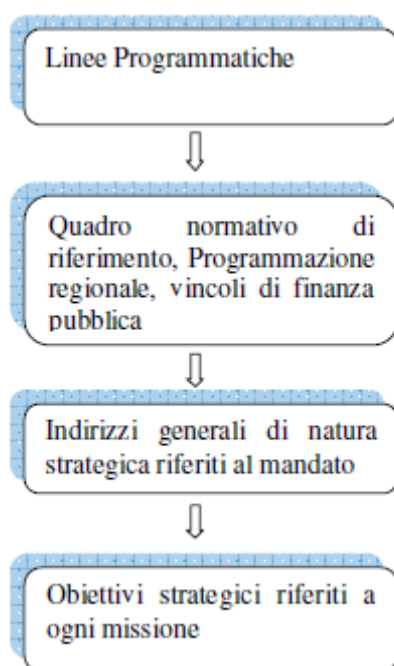 Linee Programmatiche
Quadro normativo di
riferimento, Programmazione
regionale, vincoli di finanza
pubblica
Indirizzi generali di natura
strategica riferiti al mandato
Obiettivi strategici riferiti a
ogni missione